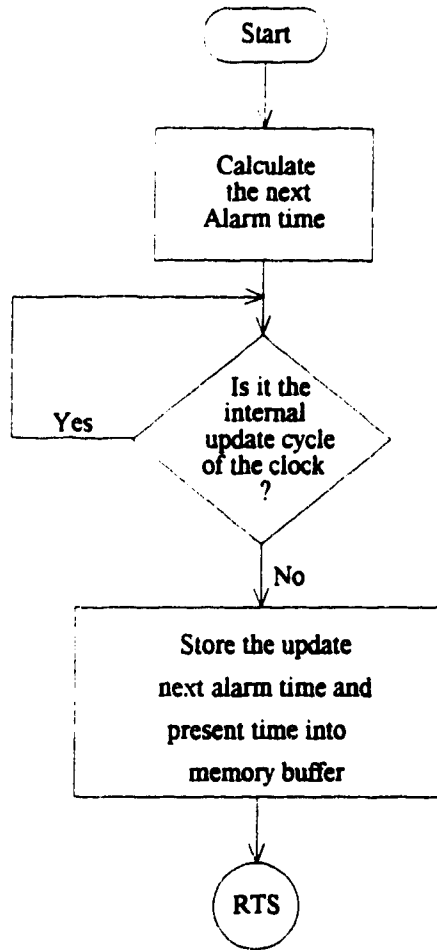 Start
Calculate
the next
Alarm time
Is it the
internal
update cycle
of the clock
?
Yes
No
Store the update
next alarm time and
present time into
memory buffer
RTS